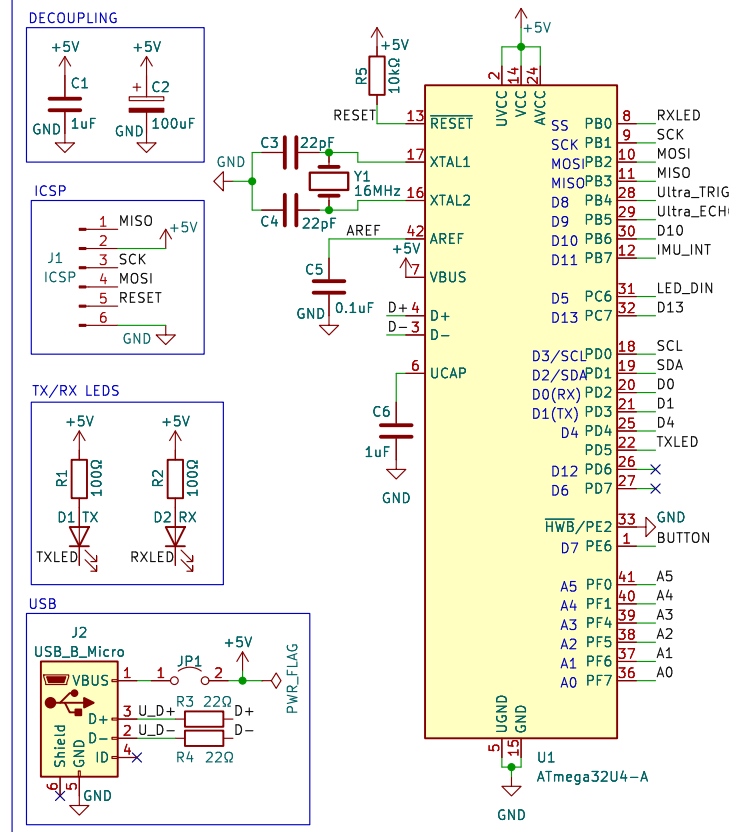 DECOUPLING
+5V
C1
GND
1uF
+5V
+
C2
GND
100uF
ICSP
J1
ICSP
1 MISO
2 +5V
3 SCK
4 MOSI
5 RESET
6
GND
TX/RX LEDS
+5V
R1
100Ω
D1 TX
TXLED
+5V
R2
100Ω
D2 RX
RXLED
USB
J2
USB_B_Micro
VBUS 1
D+ 3 U_D+
D- 2 U_D-
ID 4
Shield
6
GND
5
GND
1 JP1 2
+5V
PWR_FLAG
R3 22Ω D+
R4 22Ω D-
+5V
R5
10kΩ
RESET 13 RESET
GND
C3 22pF
17 XTAL1
Y1
16MHz
C4 22pF
16 XTAL2
AREF 42 AREF
C5
0.1uF
GND
+5V
7 VBUS
D+ 4 D+
D- 3 D-
6 UCAP
C6
1uF
GND
+5V
2 14 24
UVCC VCC AVCC
SS PB0 8 RXLED
SCK PB1 9 SCK
MOSI PB2 10 MOSI
MISO PB3 11 MISO
D8 PB4 28 Ultra_TRIG
D9 PB5 29 Ultra_ECHO
D10 PB6 30 D10
D11 PB7 12 IMU_INT
D5 PC6 31 LED_DIN
D13 PC7 32 D13
D3/SCL PD0 18 SCL
D2/SDA PD1 19 SDA
D0(RX) PD2 20 D0
D1(TX) PD3 21 D1
D4 PD4 25 D4
PD5 22 TXLED
D12 PD6 26
D6 PD7 27
HWB/PE2 33 GND
D7 PE6 1 BUTTON
A5 PF0 41 A5
A4 PF1 40 A4
A3 PF4 39 A3
A2 PF5 38 A2
A1 PF6 37 A1
A0 PF7 36 A0
UGND GND
5 15
GND
U1
ATmega32U4-A